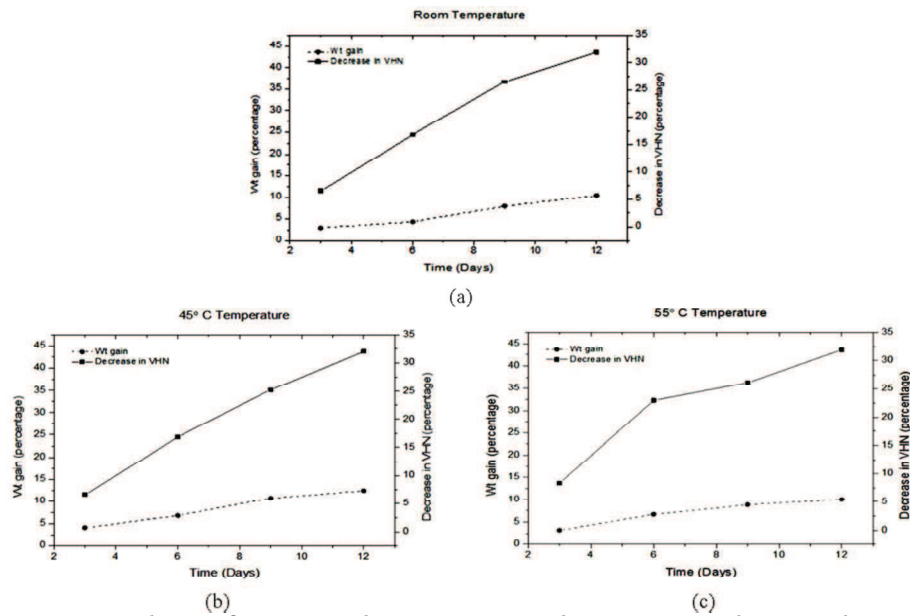 Room Temperature
Wt gain
Decrease in VHN
Wt gain (percentage)
45
40
35
30
25
20
15
10
5
0
35
30
25
20
15
10
5
0
Decrease in VHN (percentage)
2 4 6 8 10 12
Time (Days)
(a)
45° C Temperature
Wt gain
Decrease in VHN
Wt gain (percentage)
45
40
35
30
25
20
15
10
5
0
35
30
25
20
15
10
5
0
Decrease in VHN (percentage)
2 4 6 8 10 12
Time (Days)
(b)
55° C Temperature
Wt gain
Decrease in VHN
Wt gain (percentage)
45
40
35
30
25
20
15
10
5
0
35
30
25
20
15
10
5
0
Decrease in VHN (percentage)
2 4 6 8 10 12
Time (Days)
(c)